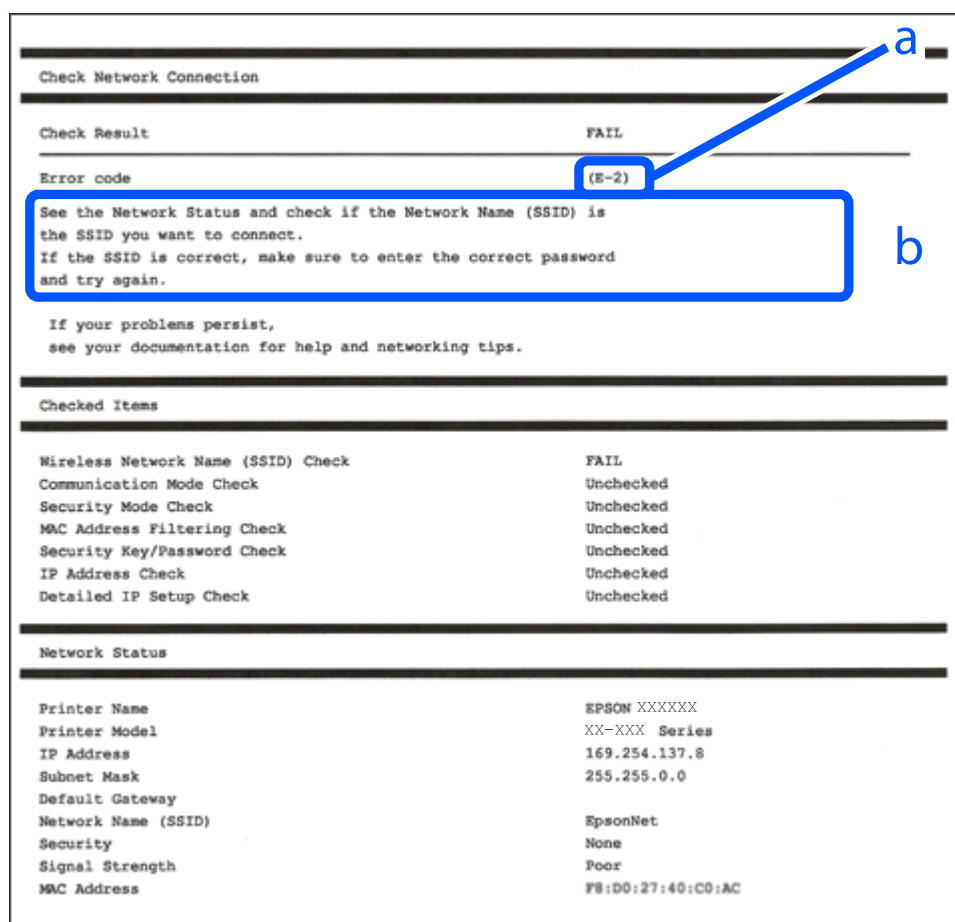 a
Check Network Connection
Check Result FAIL
Error code (E-2)
See the Network Status and check if the Network Name (SSID) is
the SSID you want to connect.
If the SSID is correct, make sure to enter the correct password
and try again.
b
If your problems persist,
see your documentation for help and networking tips.
Checked Items
Wireless Network Name (SSID) Check FAIL
Communication Mode Check Unchecked
Security Mode Check Unchecked
MAC Address Filtering Check Unchecked
Security Key/Password Check Unchecked
IP Address Check Unchecked
Detailed IP Setup Check Unchecked
Network Status
Printer Name EPSON XXXXXX
Printer Model XX-XXX Series
IP Address 169.254.137.8
Subnet Mask 255.255.0.0
Default Gateway
Network Name (SSID) EpsonNet
Security None
Signal Strength Poor
MAC Address F8:D0:27:40:C0:AC